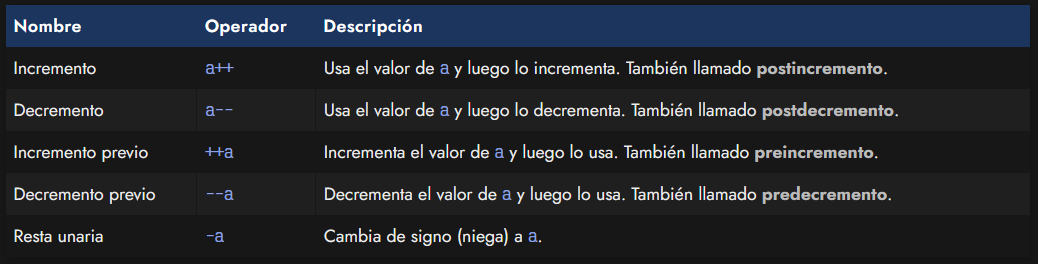 Nombre Operador Descripción
Incremento a++ Usa el valor de a y luego lo incrementa. También llamado postincremento.
Decremento a-- Usa el valor de a y luego lo decrementa. También llamado postdecremento.
Incremento previo ++a Incrementa el valor de a y luego lo usa. También llamado preincremento.
Decremento previo --a Decrementa el valor de a y luego lo usa. También llamado predecremento.
Resta unaria -a Cambia de signo (niega) a a.